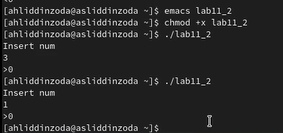 [ahliddinzoda@asliddinzoda ~]$ emacs lab11_2
[ahliddinzoda@asliddinzoda ~]$ chmod +x lab11_2
[ahliddinzoda@asliddinzoda ~]$ ./lab11_2
Insert num
3
>0
[ahliddinzoda@asliddinzoda ~]$ ./lab11_2
Insert num
1
>0
[ahliddinzoda@asliddinzoda ~]$